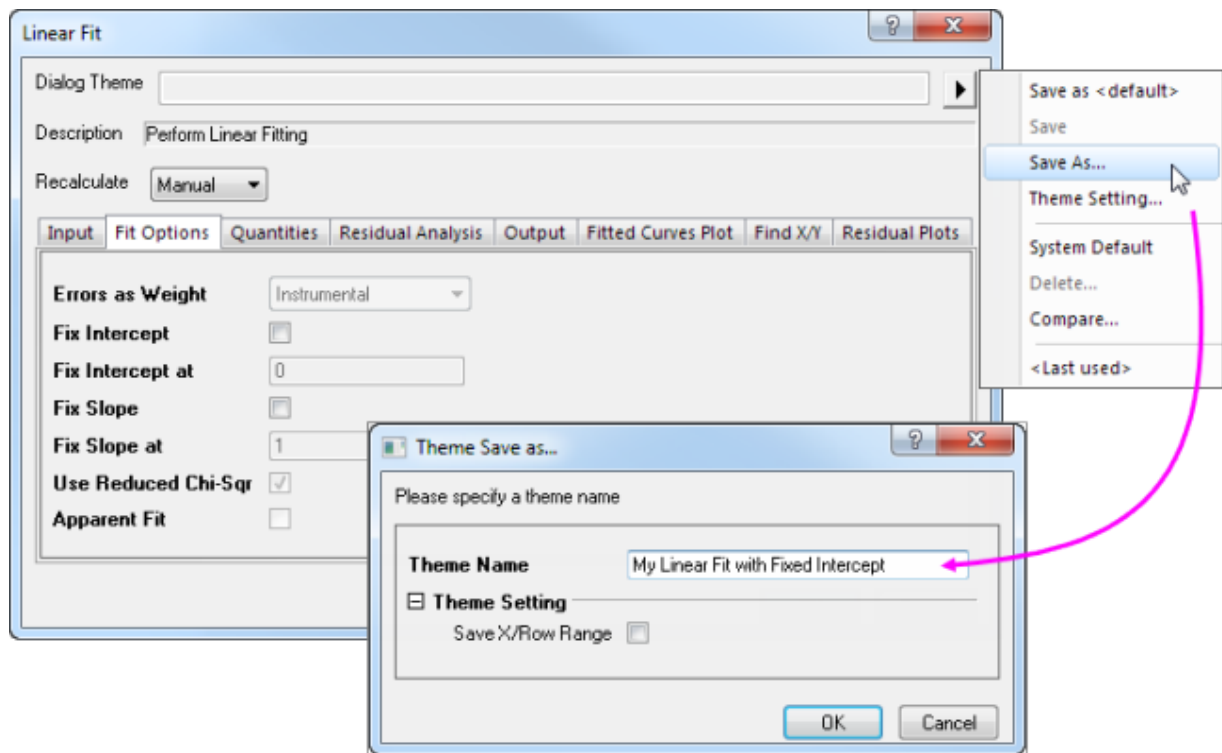 Linear Fit
Dialog Theme
Description Perform Linear Fitting
Recalculate Manual
Input Fit Options Quantities Residual Analysis Output Fitted Curves Plot Find X/Y Residual Plots
Errors as Weight Instrumental
Fix Intercept
Fix Intercept at 0
Fix Slope
Fix Slope at 1
Use Reduced Chi-Sqr
Apparent Fit
Save as <default>
Save
Save As...
Theme Setting...
System Default
Delete...
Compare...
<Last used>
Theme Save as...
Please specify a theme name
Theme Name My Linear Fit with Fixed Intercept
Theme Setting
Save X/Row Range
OK Cancel